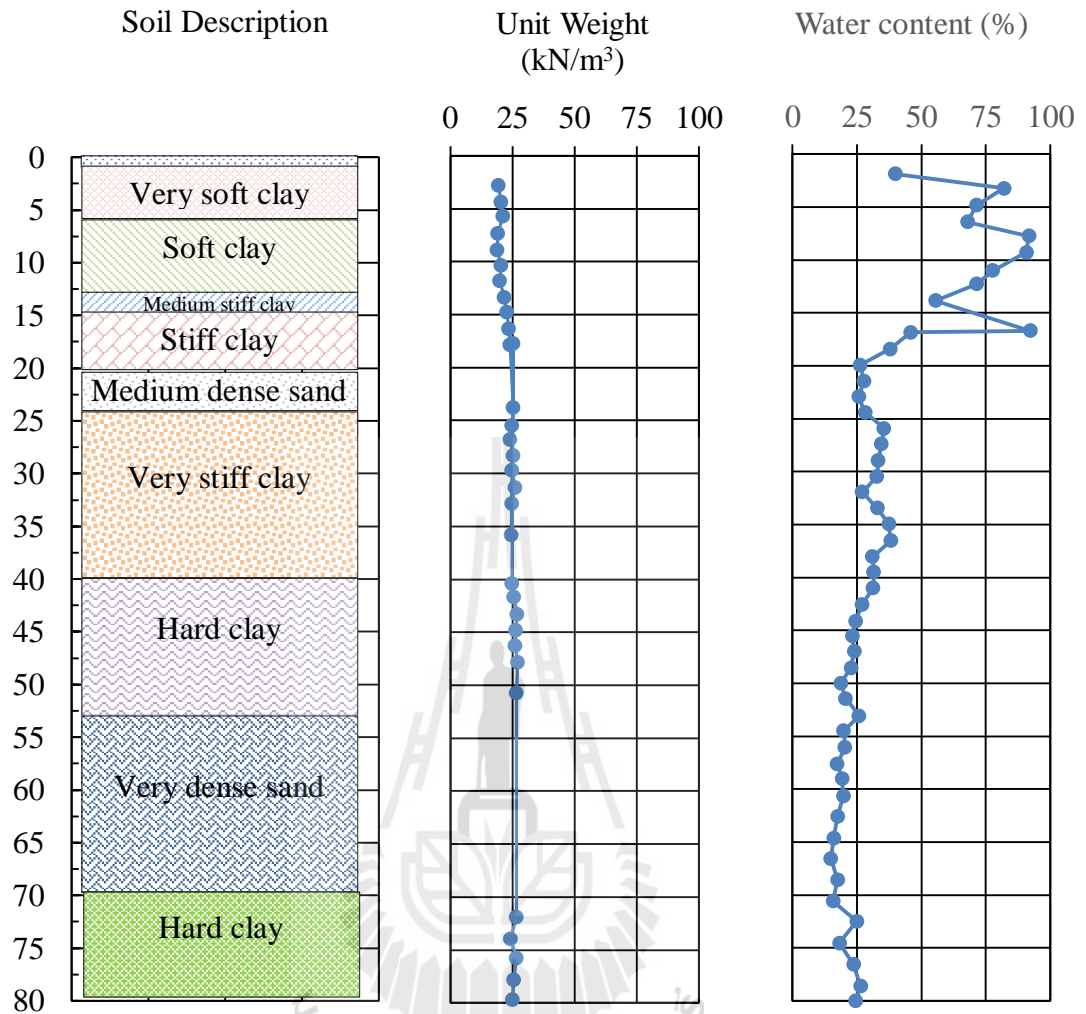 Soil Description
Unit Weight
(kN/m³)
Water content (%)
0 25 50 75 100
0 25 50 75 100
0
5
10
15
20
25
30
35
40
45
50
55
60
65
70
75
80
Very soft clay
Soft clay
Medium stiff clay
Stiff clay
Medium dense sand
Very stiff clay
Hard clay
Very dense sand
Hard clay